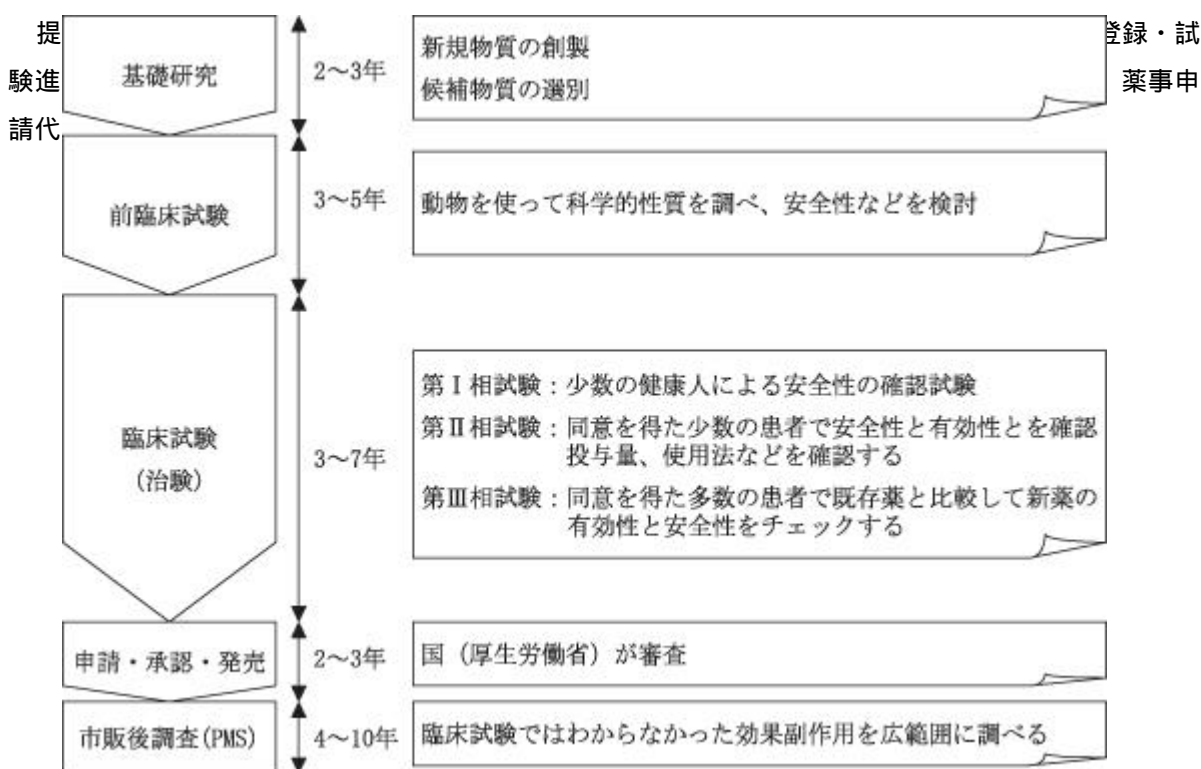 提
登録・試
験進
薬事申
請代
基礎研究
2～3年
新規物質の創製
候補物質の選別
前臨床試験
3～5年
動物を使って科学的性質を調べ、安全性などを検討
臨床試験
(治験)
3～7年
第Ⅰ相試験：少数の健康人による安全性の確認試験
第Ⅱ相試験：同意を得た少数の患者で安全性と有効性とを確認
投与量、使用法などを確認する
第Ⅲ相試験：同意を得た多数の患者で既存薬と比較して新薬の
有効性と安全性をチェックする
申請・承認・発売
2～3年
国（厚生労働省）が審査
市販後調査(PMS)
4～10年
臨床試験ではわからなかった効果副作用を広範囲に調べる